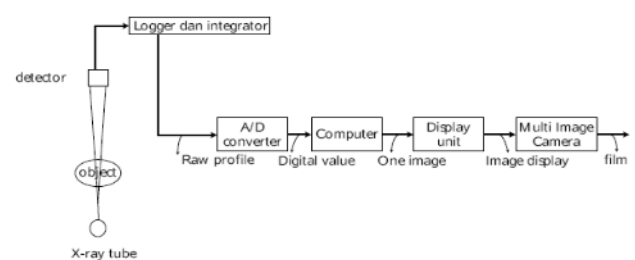 Logger dan integrator
detector
A/D
converter
Computer
Display
unit
Multi Image
Camera
Raw profile
Digital value
One image
Image display
film
object
X-ray tube